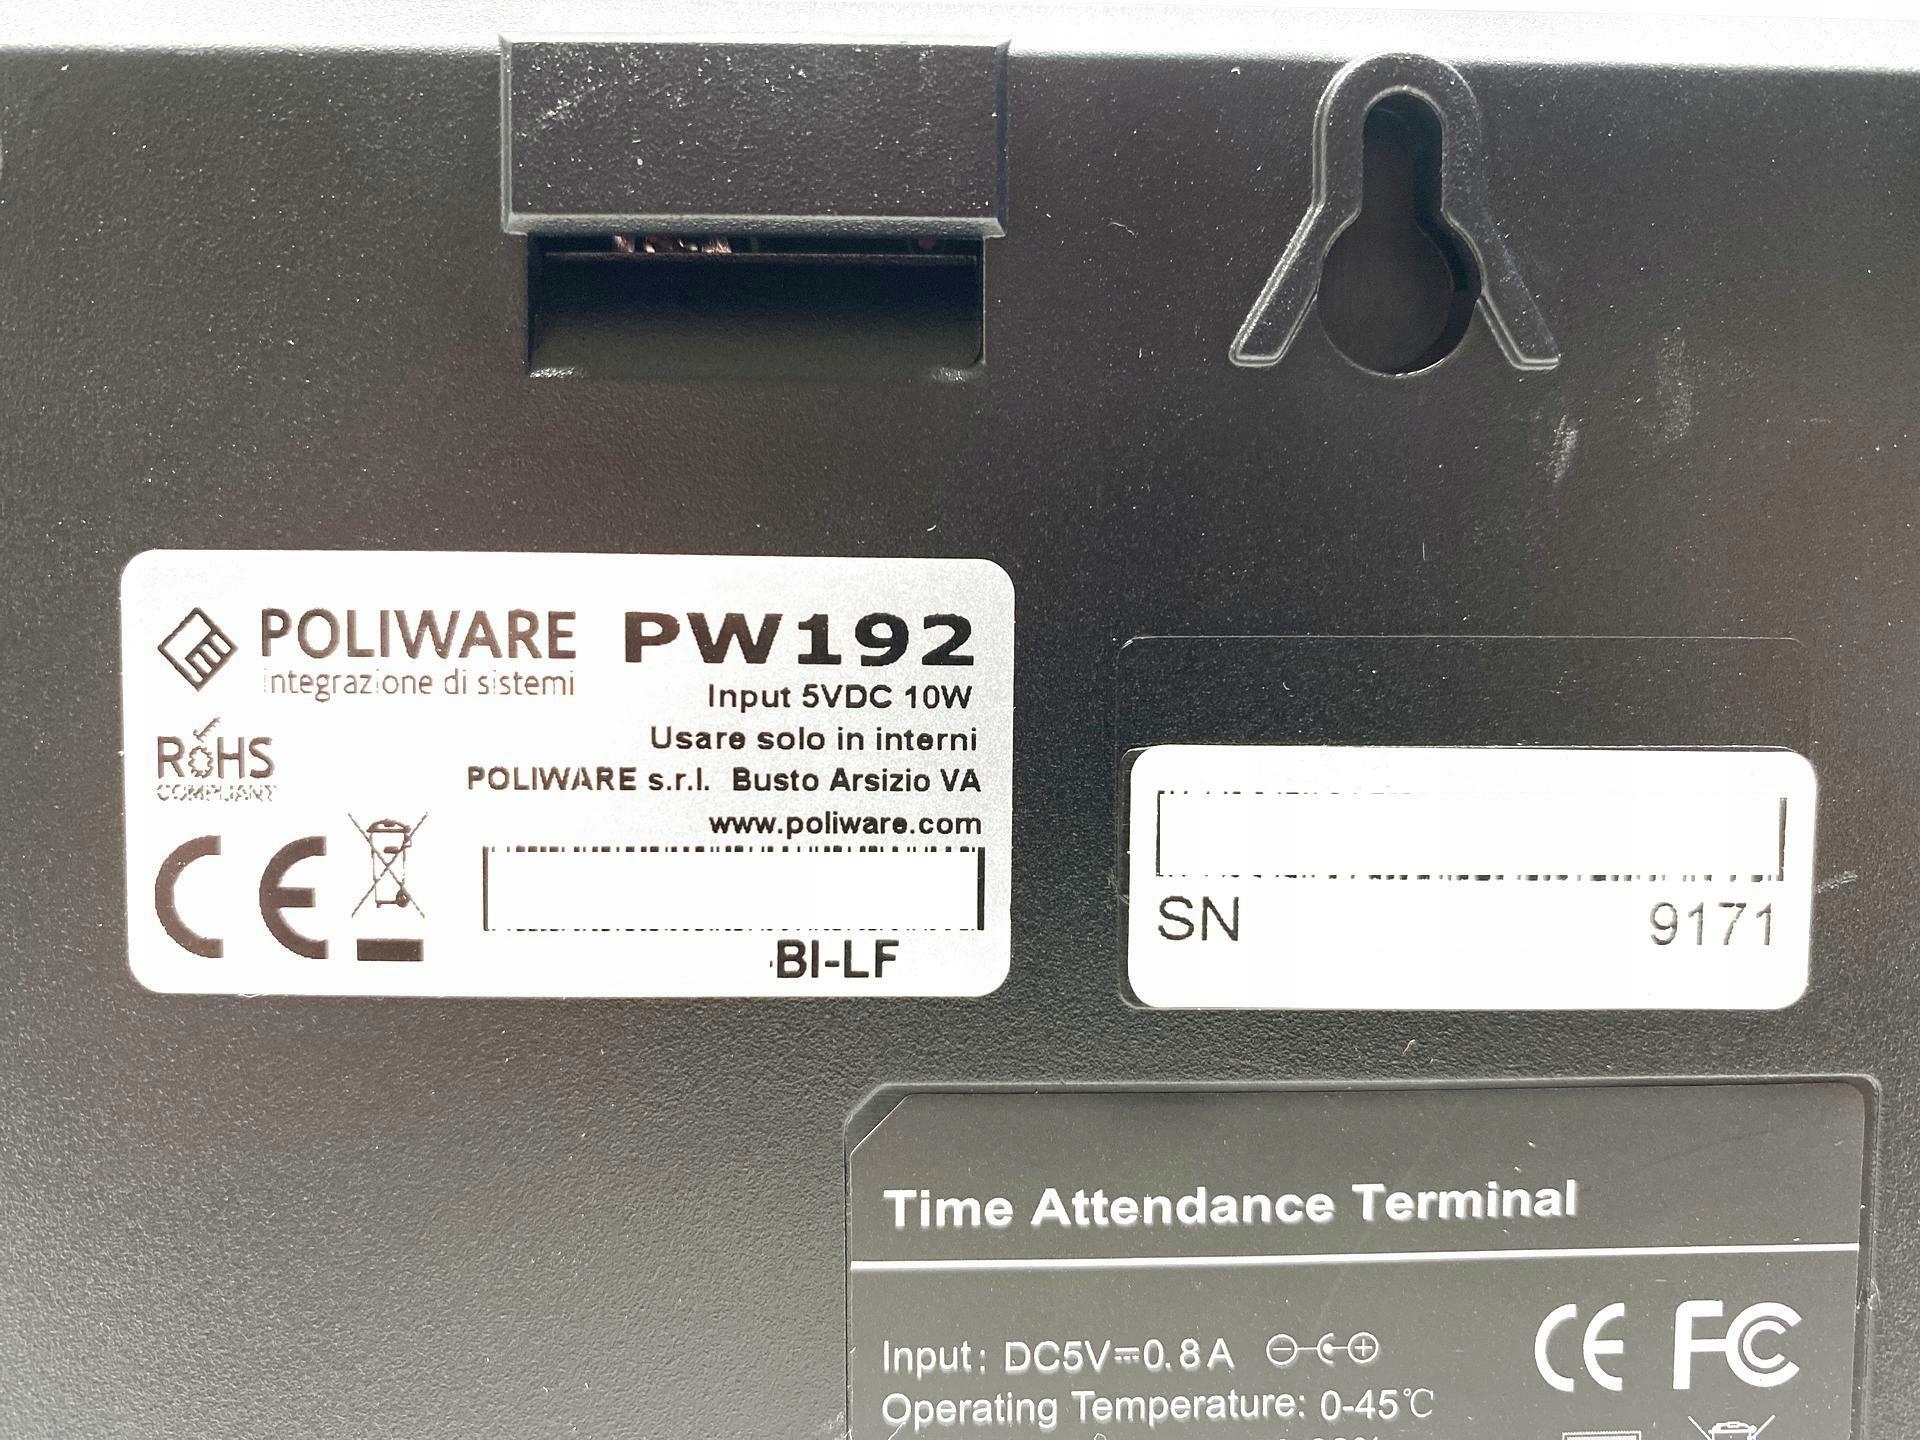 POLIWARE PW192
integrazione di sistemi
Input 5VDC 10W
Usare solo in interni
RoHS
COMPLIANT
POLIWARE s.r.l. Busto Arsizio VA
www.poliware.com
CE
BI-LF
SN 9171
Time Attendance Terminal
Input: DC5V⎓0.8A
CE FC
Operating Temperature: 0-45℃